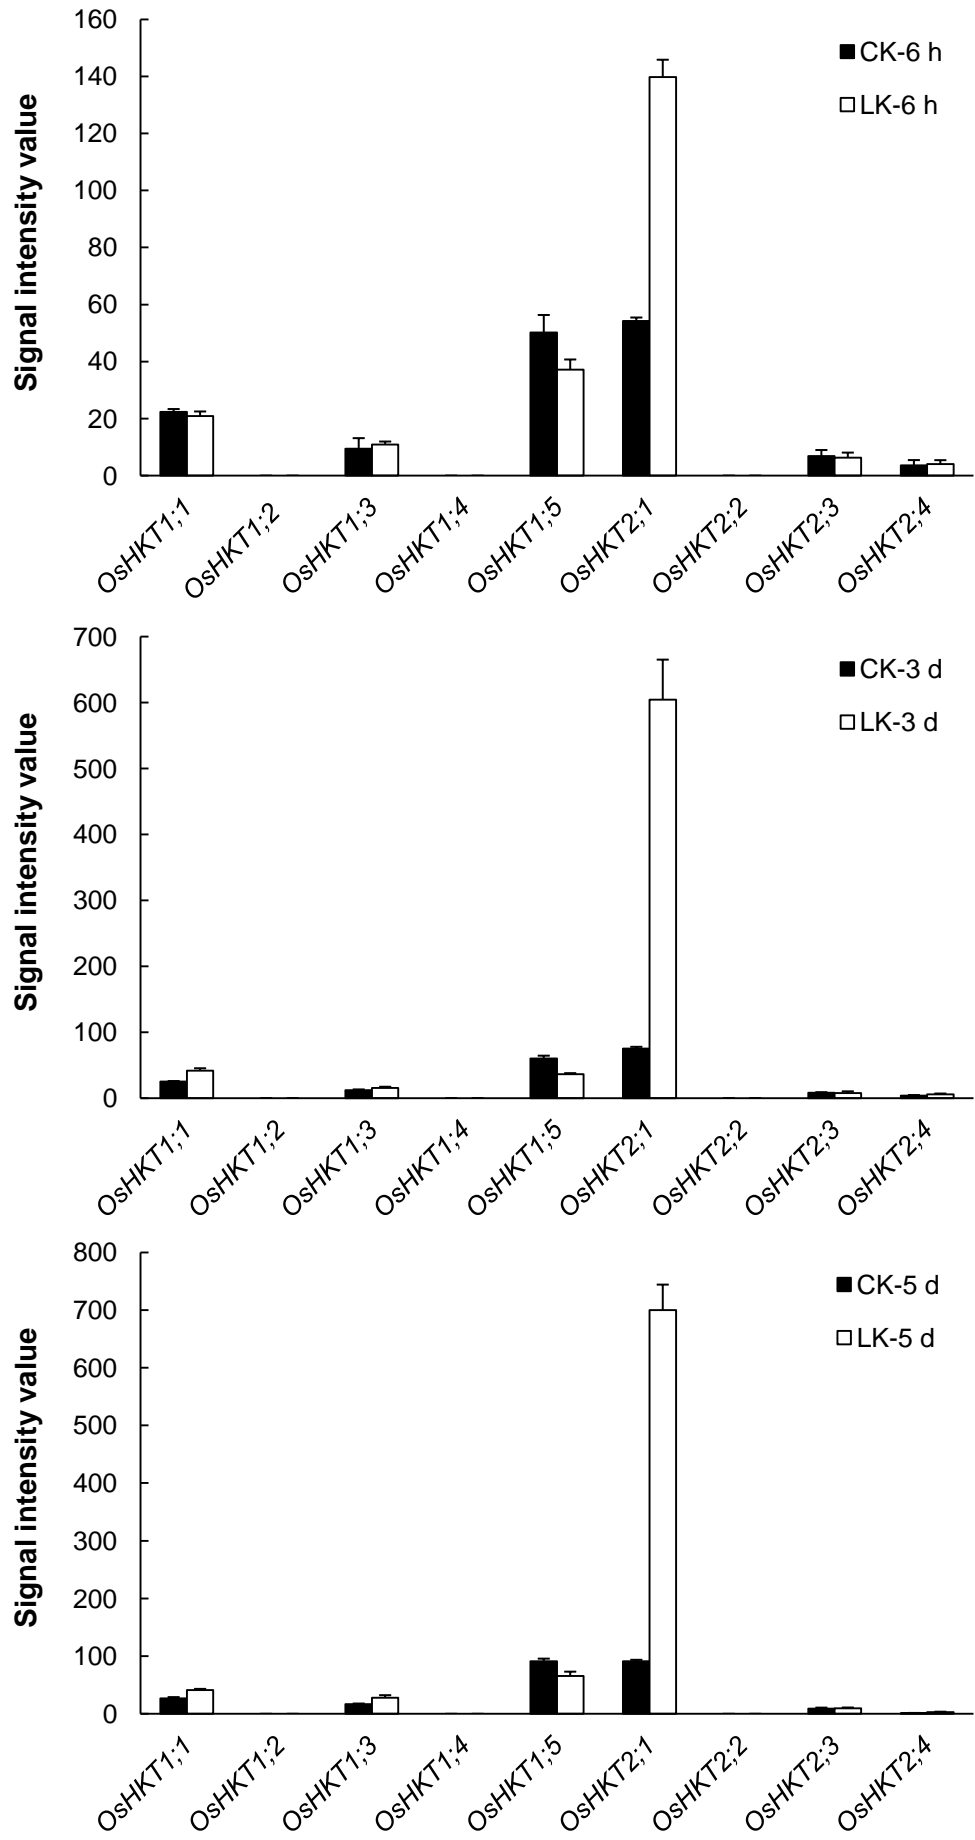 Signal intensity value
160
140
120
100
80
60
40
20
0
CK-6 h
LK-6 h
OsHKT1;1
OsHKT1;2
OsHKT1;3
OsHKT1;4
OsHKT1;5
OsHKT2;1
OsHKT2;2
OsHKT2;3
OsHKT2;4
Signal intensity value
700
600
500
400
300
200
100
0
CK-3 d
LK-3 d
OsHKT1;1
OsHKT1;2
OsHKT1;3
OsHKT1;4
OsHKT1;5
OsHKT2;1
OsHKT2;2
OsHKT2;3
OsHKT2;4
Signal intensity value
800
700
600
500
400
300
200
100
0
CK-5 d
LK-5 d
OsHKT1;1
OsHKT1;2
OsHKT1;3
OsHKT1;4
OsHKT1;5
OsHKT2;1
OsHKT2;2
OsHKT2;3
OsHKT2;4